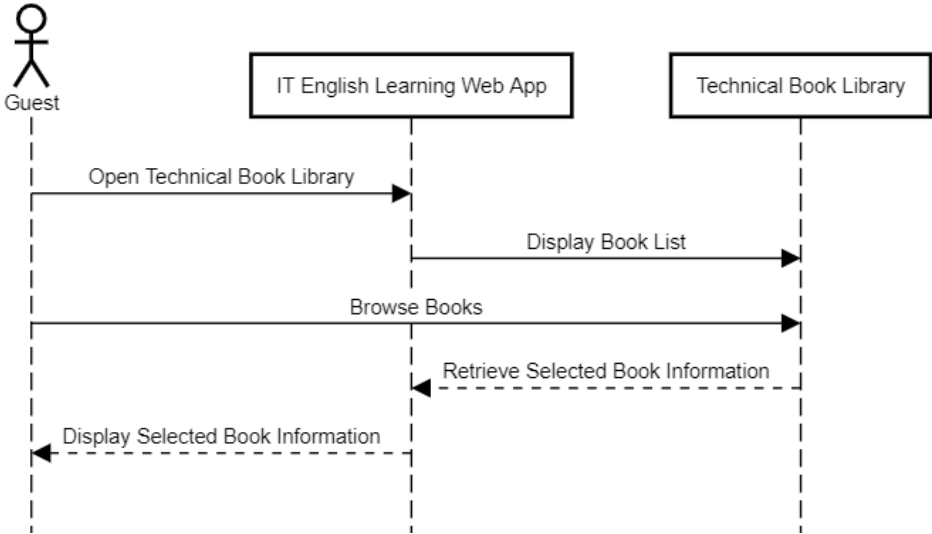 Guest
IT English Learning Web App
Technical Book Library
Open Technical Book Library
Display Book List
Browse Books
Retrieve Selected Book Information
Display Selected Book Information